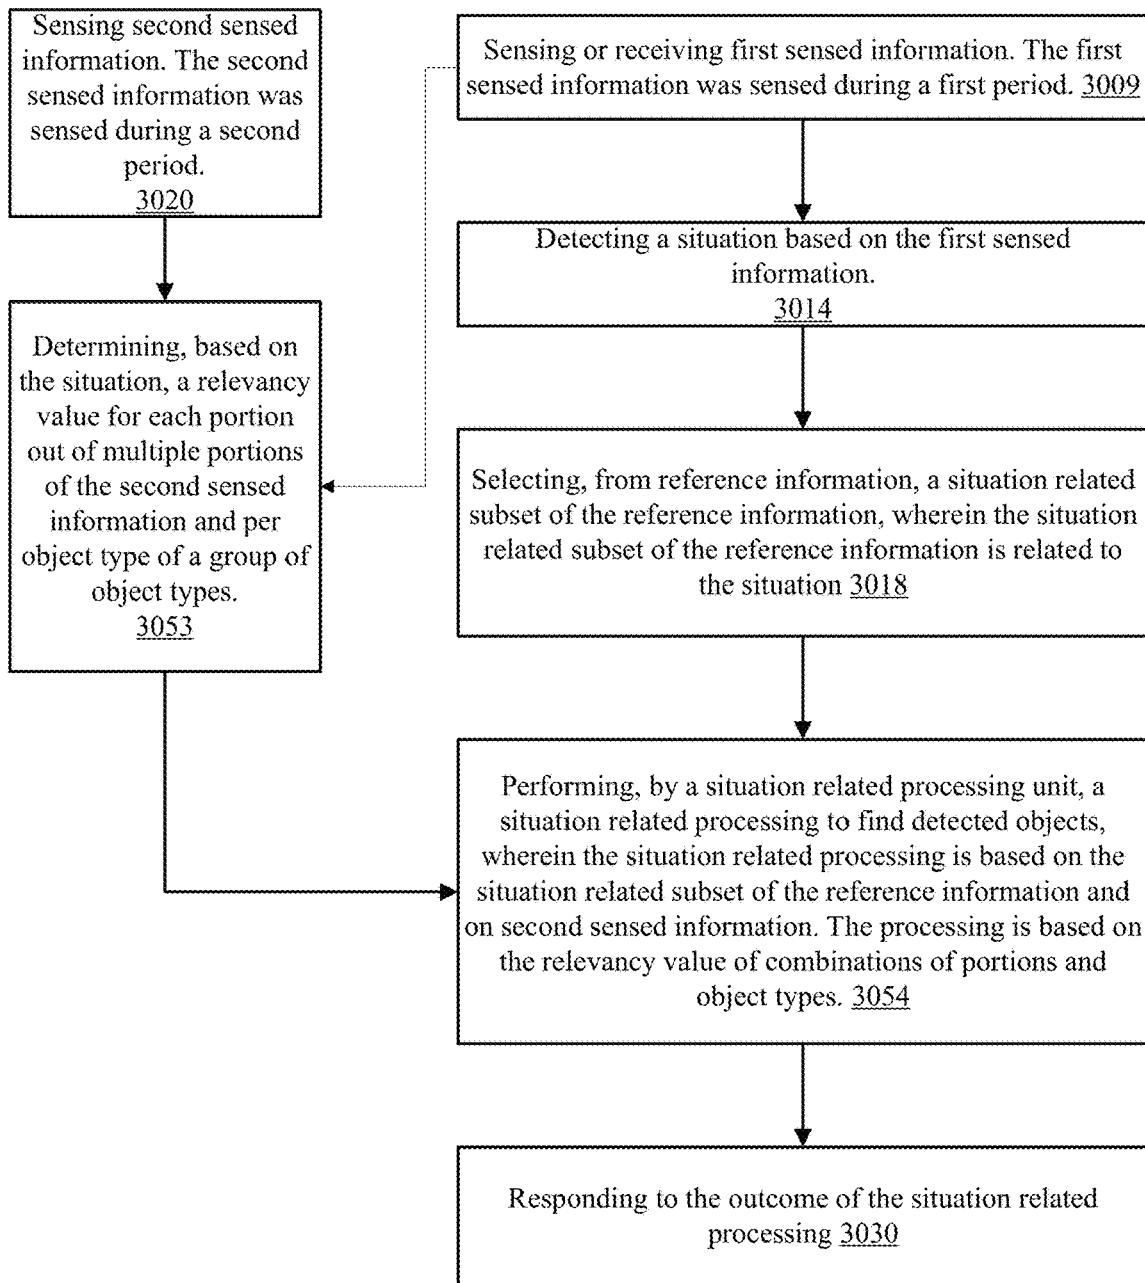 Sensing second sensed
information. The second
sensed information was
sensed during a second
period.
3020
Sensing or receiving first sensed information. The first
sensed information was sensed during a first period. 3009
Detecting a situation based on the first sensed
information.
3014
Determining, based on
the situation, a relevancy
value for each portion
out of multiple portions
of the second sensed
information and per
object type of a group of
object types.
3053
Selecting, from reference information, a situation related
subset of the reference information, wherein the situation
related subset of the reference information is related to
the situation 3018
Performing, by a situation related processing unit, a
situation related processing to find detected objects,
wherein the situation related processing is based on the
situation related subset of the reference information and
on second sensed information. The processing is based on
the relevancy value of combinations of portions and
object types. 3054
Responding to the outcome of the situation related
processing 3030